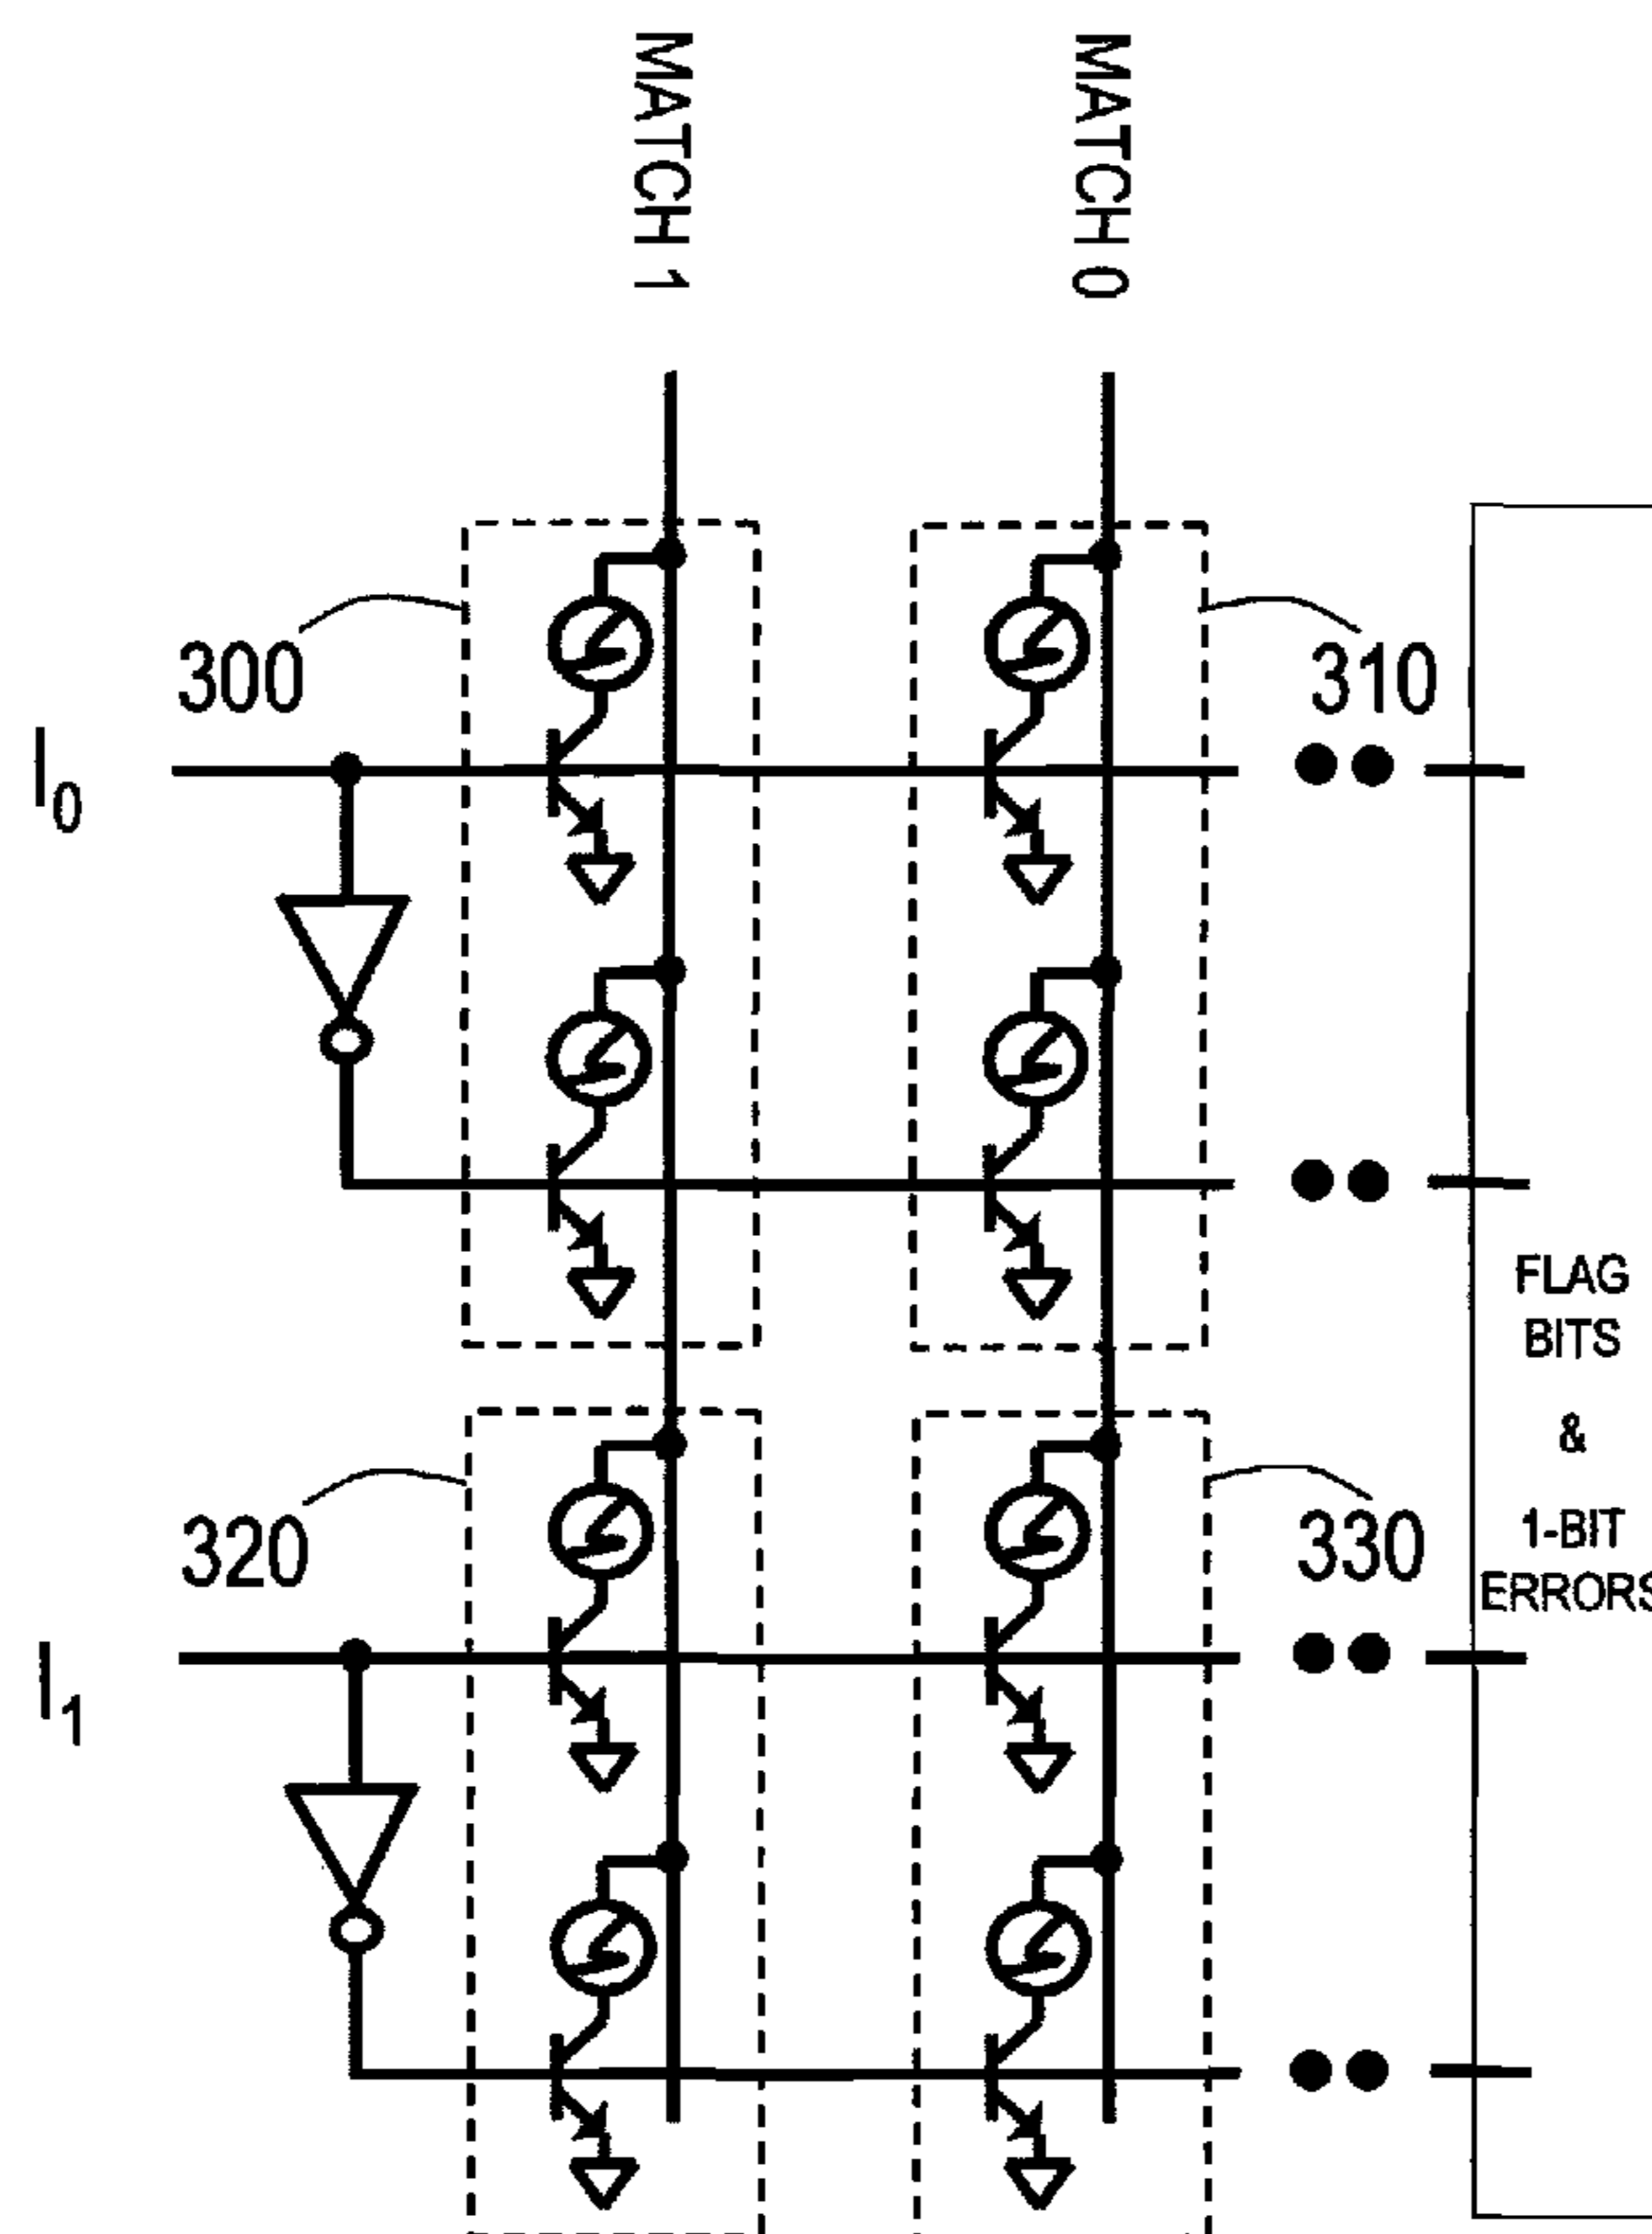 MATCH 1
MATCH 0
300
310
I0
FLAG
BITS
&
1-BIT
ERRORS
320
330
I1